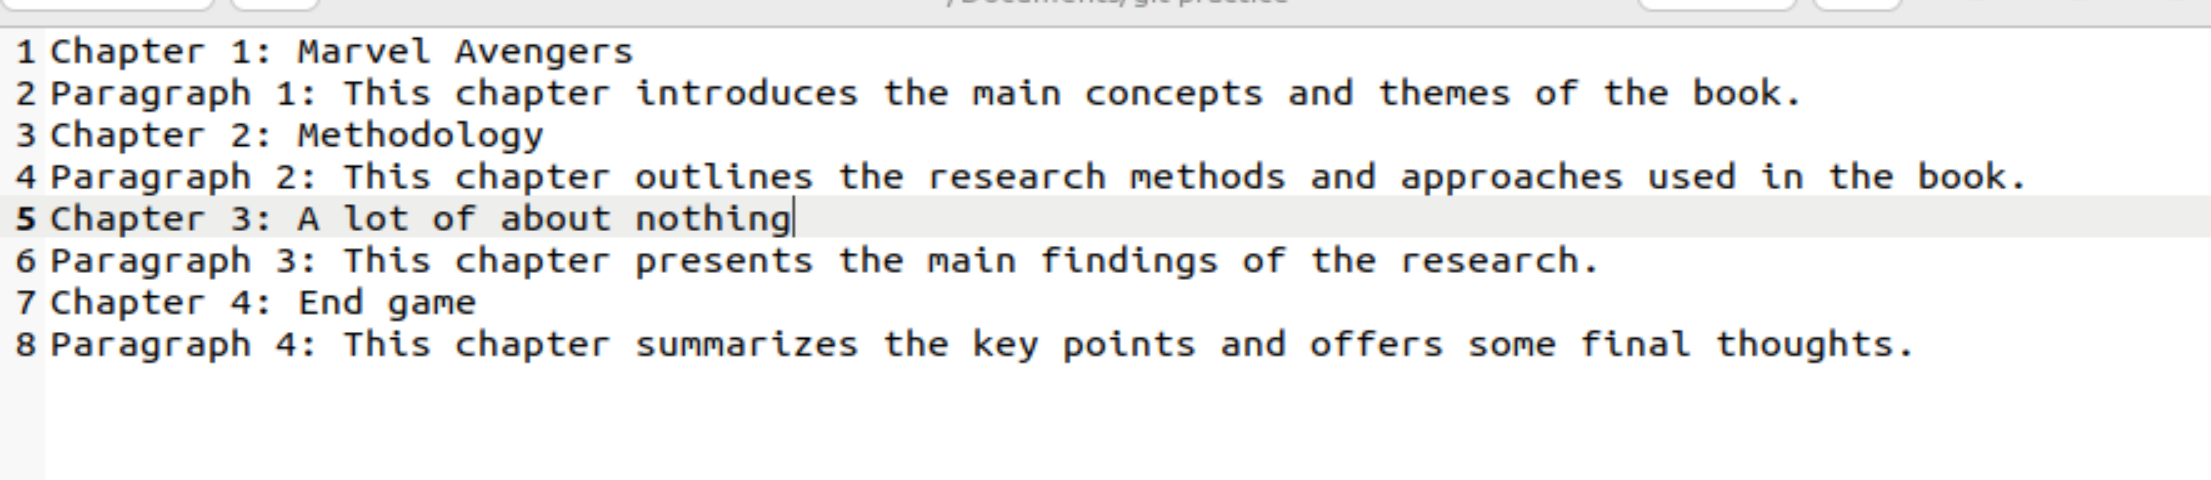 1 Chapter 1: Marvel Avengers
2 Paragraph 1: This chapter introduces the main concepts and themes of the book.
3 Chapter 2: Methodology
4 Paragraph 2: This chapter outlines the research methods and approaches used in the book.
5 Chapter 3: A lot of about nothing
6 Paragraph 3: This chapter presents the main findings of the research.
7 Chapter 4: End game
8 Paragraph 4: This chapter summarizes the key points and offers some final thoughts.